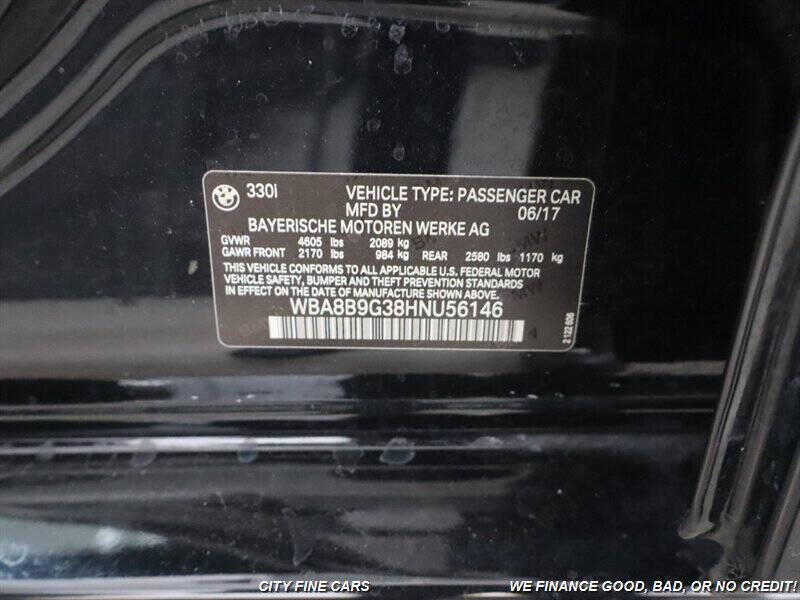 330i VEHICLE TYPE: PASSENGER CAR
MFD BY 06/17
BAYERISCHE MOTOREN WERKE AG
GVWR 4605 lbs 2089 kg
GAWR FRONT 2170 lbs 984 kg REAR 2580 lbs 1170 kg
THIS VEHICLE CONFORMS TO ALL APPLICABLE U.S. FEDERAL MOTOR
VEHICLE SAFETY, BUMPER AND THEFT PREVENTION STANDARDS
IN EFFECT ON THE DATE OF MANUFACTURE SHOWN ABOVE.
WBA8B9G38HNU56146
2 122 606
CITY FINE CARS WE FINANCE GOOD, BAD, OR NO CREDIT!